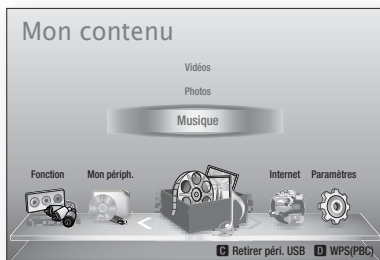 Mon contenu
Vidéos
Photos
Musique
Fonction Mon périph. Internet Paramètres
C Retirer péri. USB D WPS(PBC)